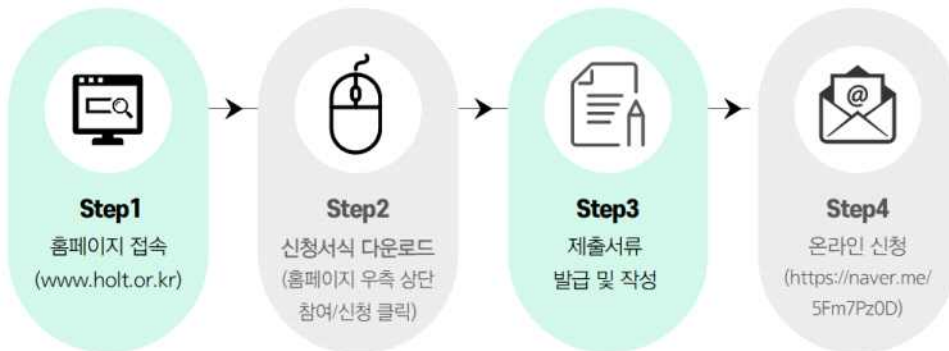 Step1
홈페이지 접속
(www.holt.or.kr)
Step2
신청서식 다운로드
(홈페이지 우측 상단
참여/신청 클릭)
Step3
제출서류
발급 및 작성
@
Step4
온라인 신청
(https://naver.me/
5Fm7Pz0D)